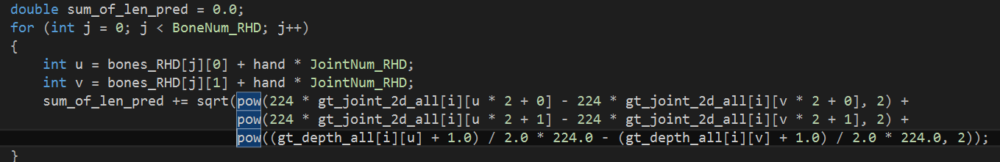 double sum_of_len_pred = 0.0;
for (int j = 0; j < BoneNum_RHD; j++)
{
    int u = bones_RHD[j][0] + hand * JointNum_RHD;
    int v = bones_RHD[j][1] + hand * JointNum_RHD;
    sum_of_len_pred += sqrt(pow(224 * gt_joint_2d_all[i][u * 2 + 0] - 224 * gt_joint_2d_all[i][v * 2 + 0], 2) +
                            pow(224 * gt_joint_2d_all[i][u * 2 + 1] - 224 * gt_joint_2d_all[i][v * 2 + 1], 2) +
                            pow((gt_depth_all[i][u] + 1.0) / 2.0 * 224.0 - (gt_depth_all[i][v] + 1.0) / 2.0 * 224.0, 2));
}